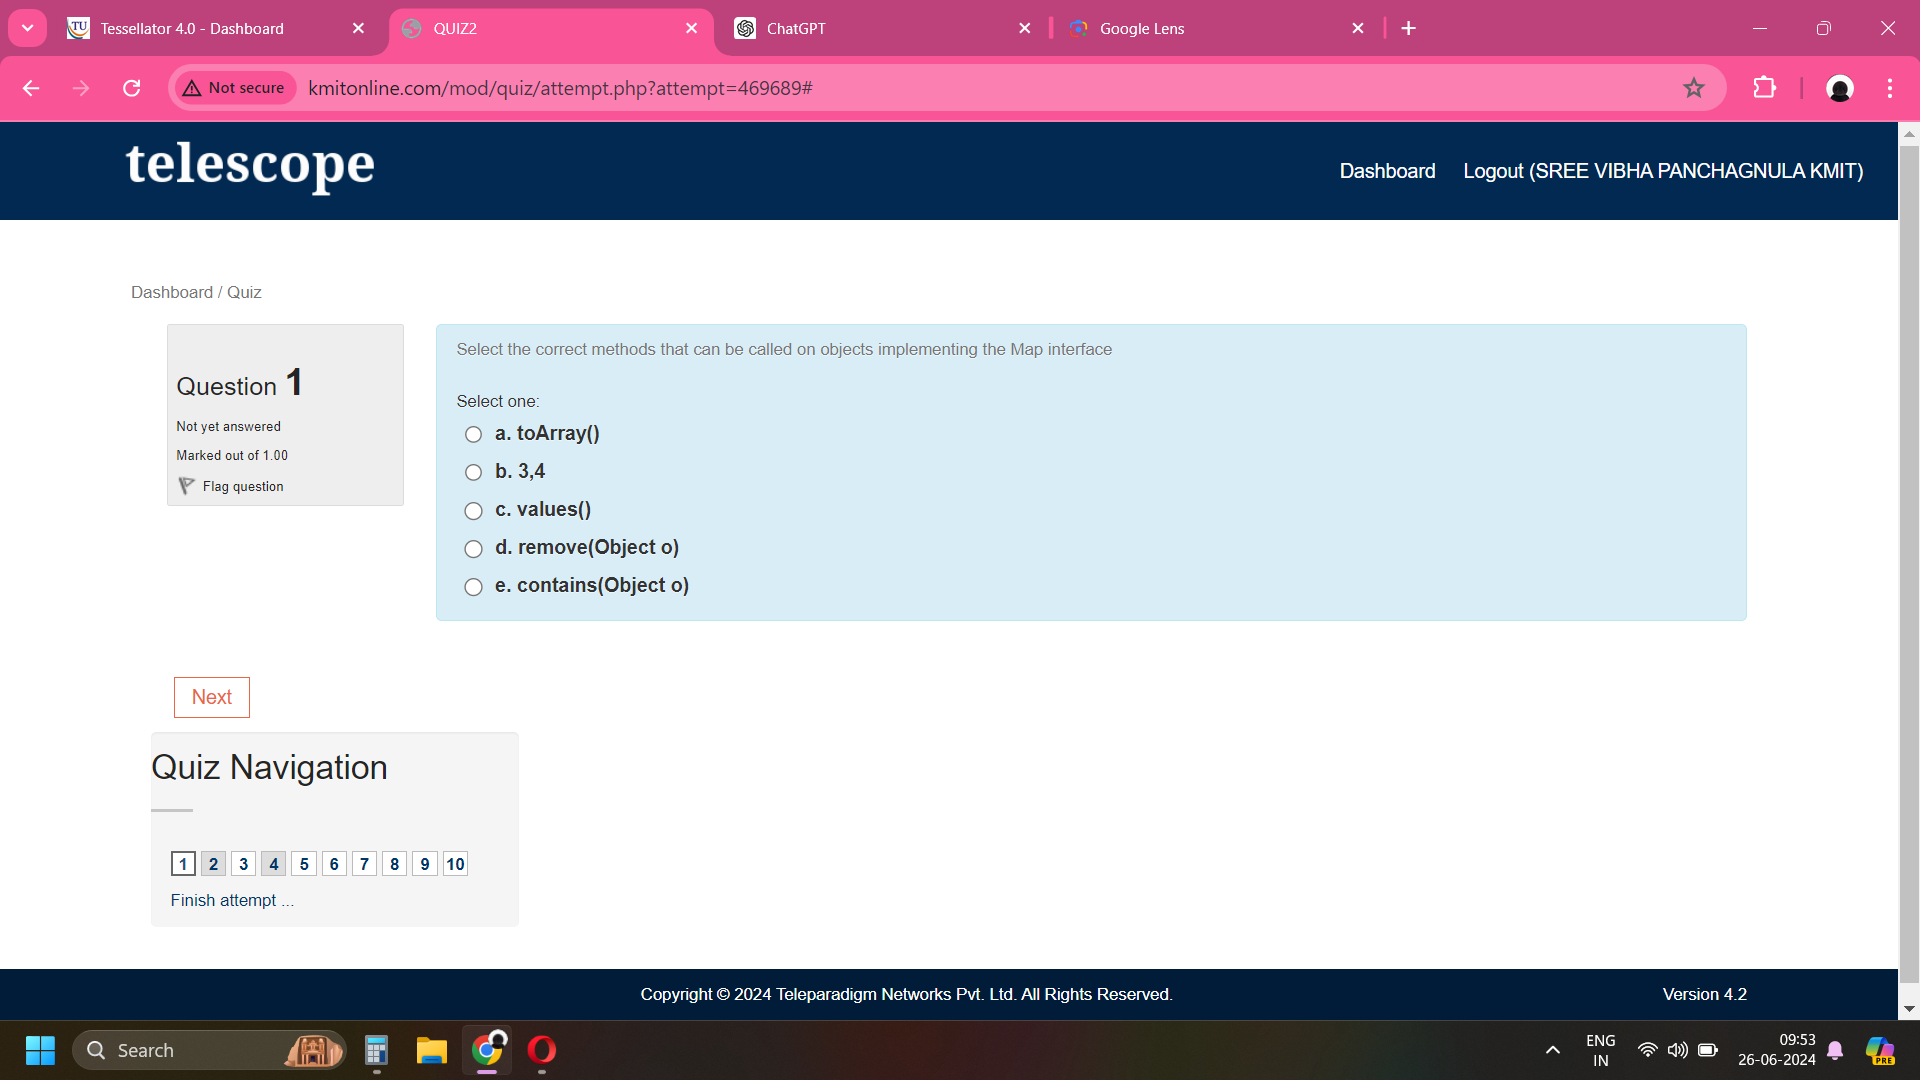 Tessellator 4.0 - Dashboard
QUIZ2
ChatGPT
Google Lens
Not secure
kmitonline.com/mod/quiz/attempt.php?attempt=469689#
telescope
Dashboard
Logout (SREE VIBHA PANCHAGNULA KMIT)
Dashboard / Quiz
Question 1
Not yet answered
Marked out of 1.00
Flag question
Select the correct methods that can be called on objects implementing the Map interface
Select one:
a. toArray()
b. 3,4
c. values()
d. remove(Object o)
e. contains(Object o)
Next
Quiz Navigation
1 2 3 4 5 6 7 8 9 10
Finish attempt ...
Copyright © 2024 Teleparadigm Networks Pvt. Ltd. All Rights Reserved.
Version 4.2
Search
ENG
IN
09:53
26-06-2024
TU
PRE